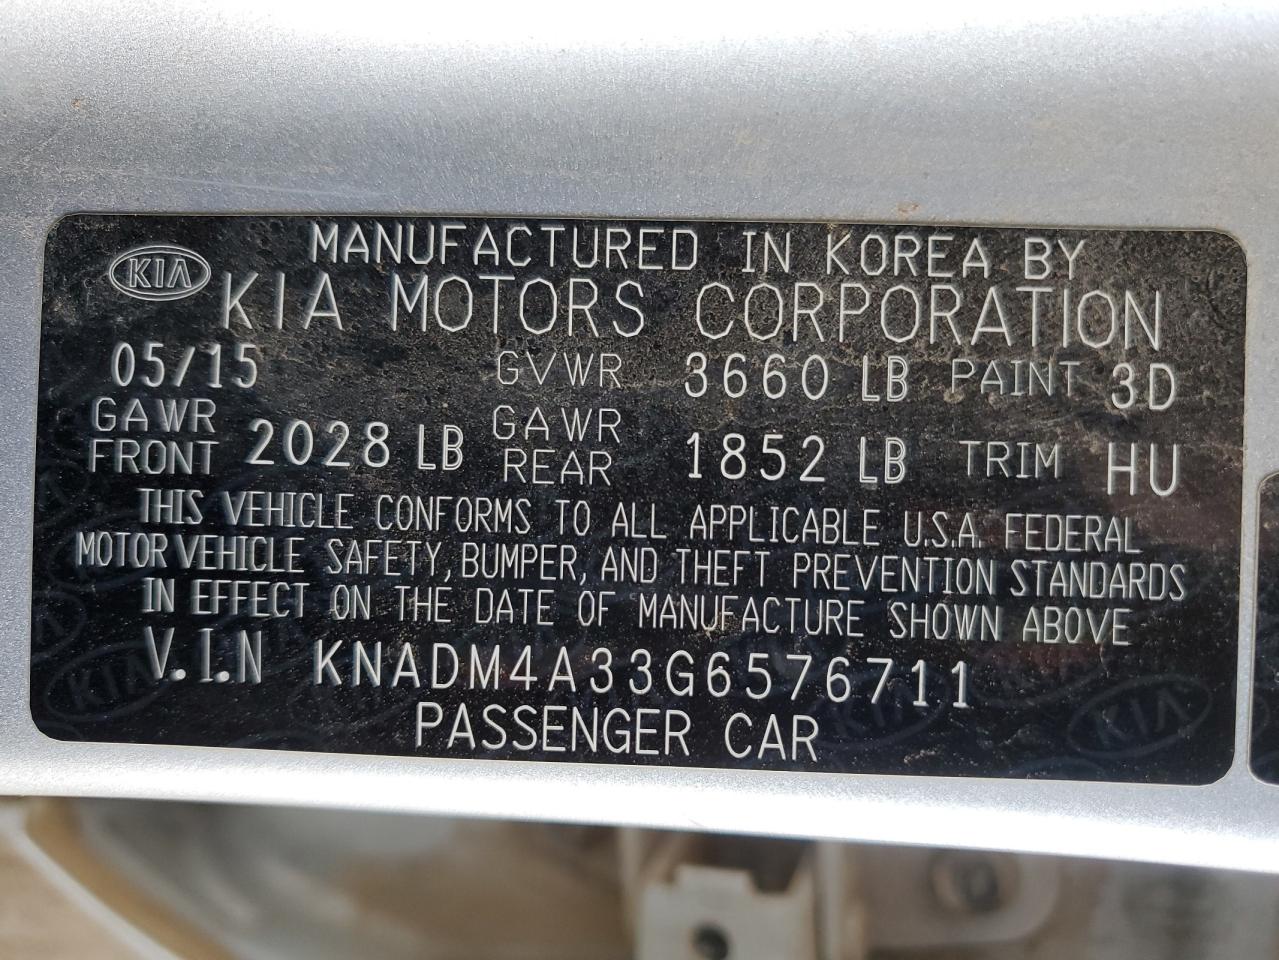 MANUFACTURED IN KOREA BY
KIA KIA MOTORS CORPORATION
05/15 GVWR 3660 LB PAINT 3D
GAWR FRONT 2028 LB GAWR REAR 1852 LB TRIM HU
THIS VEHICLE CONFORMS TO ALL APPLICABLE U.S.A. FEDERAL
MOTOR VEHICLE SAFETY, BUMPER, AND THEFT PREVENTION STANDARDS
IN EFFECT ON THE DATE OF MANUFACTURE SHOWN ABOVE
V.I.N KNADM4A33G6576711
PASSENGER CAR